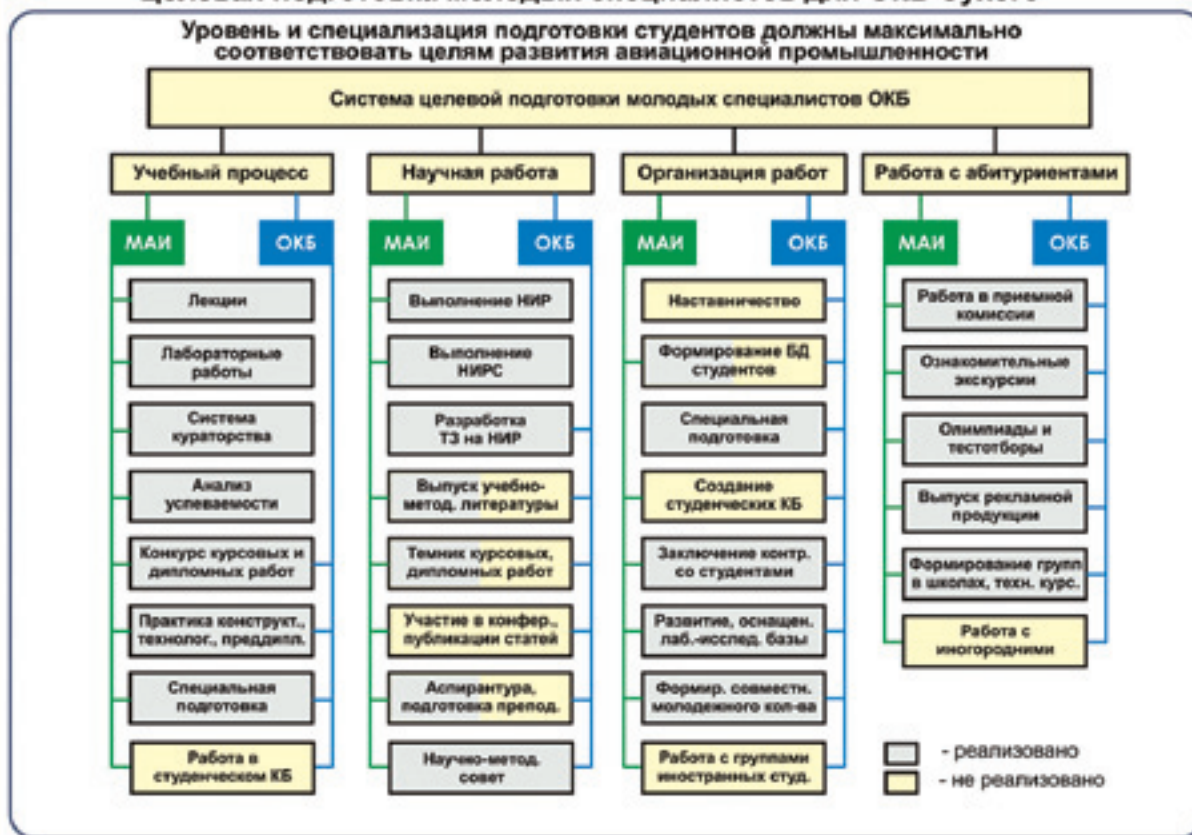 Уровень и специализация подготовки студентов должны максимально
соответствовать целям развития авиационной промышленности
Система целевой подготовки молодых специалистов ОКБ
Учебный процесс
МАИ
ОКБ
Лекции
Лабораторные
работы
Система
кураторства
Анализ
успеваемости
Конкурс курсовых и
дипломных работ
Практика конструкт.,
технолог., преддипл.
Специальная
подготовка
Работа в
студенческом КБ
Научная работа
МАИ
ОКБ
Выполнение НИР
Выполнение
НИРС
Разработка
ТЗ на НИР
Выпуск учебно-
метод. литературы
Темник курсовых,
дипломных работ
Участие в конфер.,
публикации статей
Аспирантура,
подготовка препод.
Научно-метод.
совет
Организация работ
МАИ
ОКБ
Наставничество
Формирование БД
студентов
Специальная
подготовка
Создание
студенческих КБ
Заключение контр.
со студентами
Развитие, оснащен.
лаб.-исслед. базы
Формир. совместн.
молодежного кол-ва
Работа с группами
иностранных студ.
Работа с абитуриентами
МАИ
ОКБ
Работа в приемной
комиссии
Ознакомительные
экскурсии
Олимпиады и
тестотборы
Выпуск рекламной
продукции
Формирование групп
в школах, техн. курс.
Работа с
иногородними
- реализовано
- не реализовано